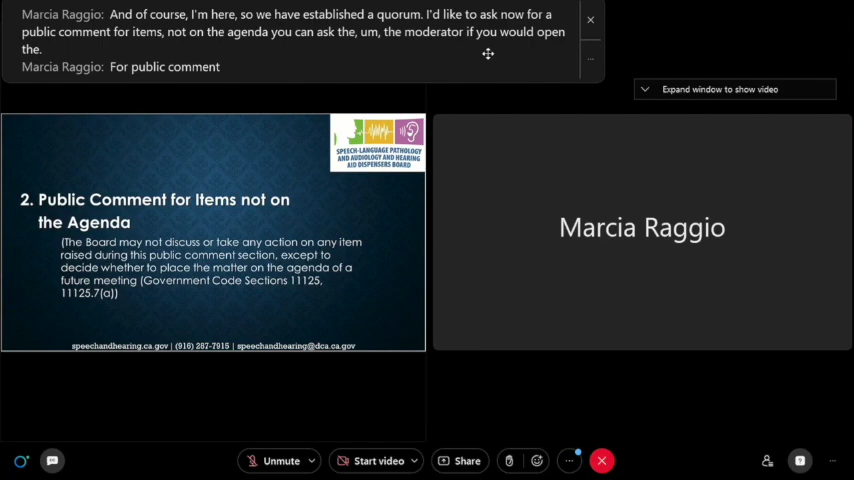 Marcia Raggio: And of course, I'm here, so we have established a quorum. I'd like to ask now for a
public comment for items, not on the agenda you can ask the, um, the moderator if you would open
the.
Marcia Raggio: For public comment
Expand window to show video
SPEECH-LANGUAGE PATHOLOGY
AND AUDIOLOGY AND HEARING
AID DISPENSERS BOARD
2. Public Comment for Items not on
the Agenda
(The Board may not discuss or take any action on any item
raised during this public comment section, except to
decide whether to place the matter on the agenda of a
future meeting (Government Code Sections 11125,
11125.7(a))
speechandhearing.ca.gov | (916) 287-7915 | speechandhearing@dca.ca.gov
Marcia Raggio
Unmute
Start video
Share